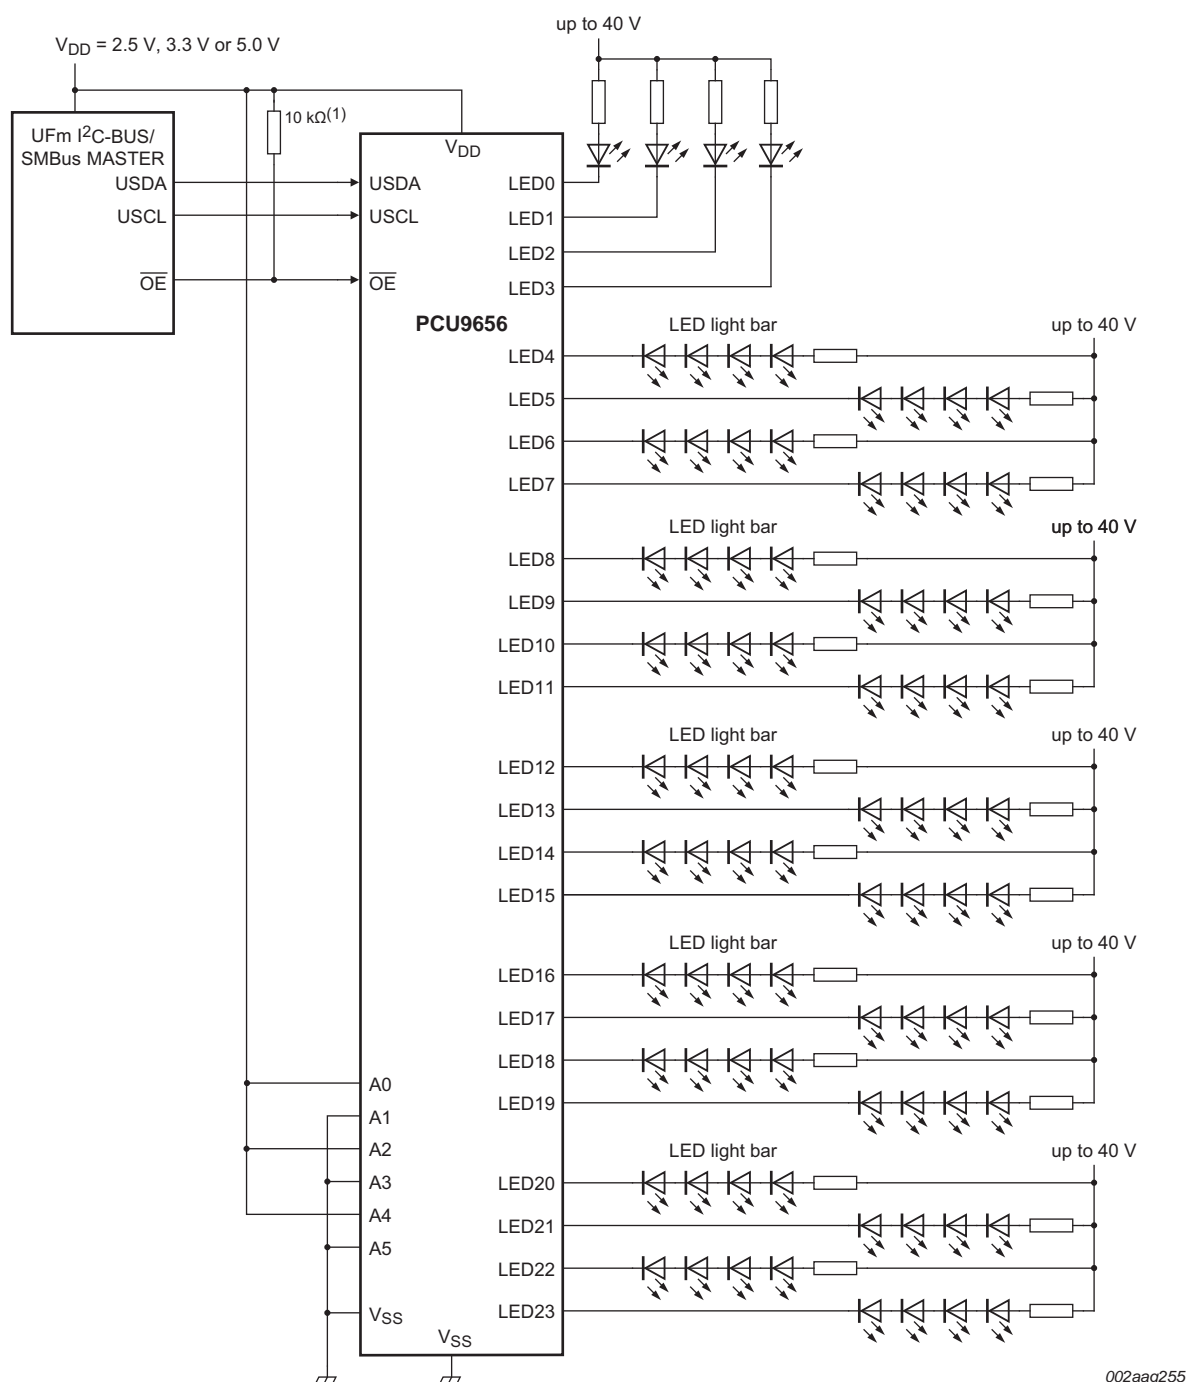 up to 40 V
VDD = 2.5 V, 3.3 V or 5.0 V
10 kΩ(1)
UFm I2C-BUS/
SMBus MASTER
USDA
USCL
OE
VDD
USDA
USCL
OE
PCU9656
LED0
LED1
LED2
LED3
LED light bar
up to 40 V
LED4
LED5
LED6
LED7
LED light bar
up to 40 V
LED8
LED9
LED10
LED11
LED light bar
up to 40 V
LED12
LED13
LED14
LED15
LED light bar
up to 40 V
LED16
LED17
LED18
LED19
LED light bar
up to 40 V
LED20
LED21
LED22
LED23
A0
A1
A2
A3
A4
A5
VSS
VSS
002aag255